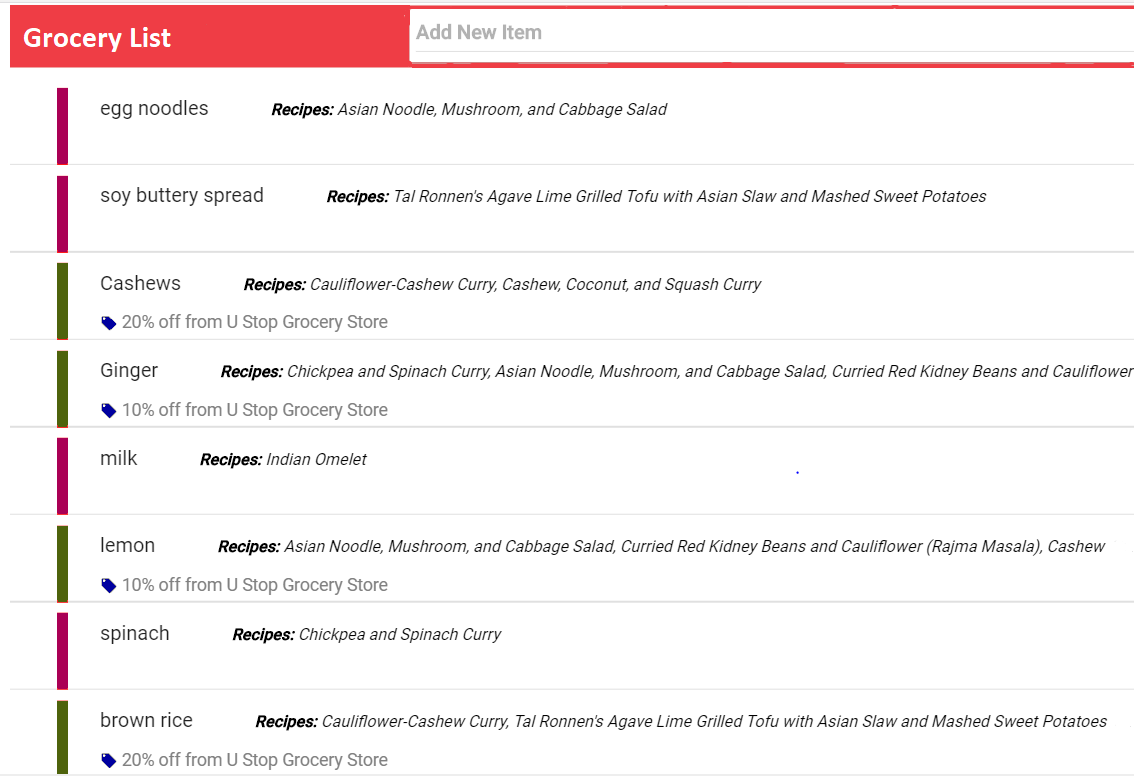 Grocery List
Add New Item
egg noodles Recipes: Asian Noodle, Mushroom, and Cabbage Salad
soy buttery spread Recipes: Tal Ronnen's Agave Lime Grilled Tofu with Asian Slaw and Mashed Sweet Potatoes
Cashews Recipes: Cauliflower-Cashew Curry, Cashew, Coconut, and Squash Curry
20% off from U Stop Grocery Store
Ginger Recipes: Chickpea and Spinach Curry, Asian Noodle, Mushroom, and Cabbage Salad, Curried Red Kidney Beans and Cauliflower
10% off from U Stop Grocery Store
milk Recipes: Indian Omelet
lemon Recipes: Asian Noodle, Mushroom, and Cabbage Salad, Curried Red Kidney Beans and Cauliflower (Rajma Masala), Cashew
10% off from U Stop Grocery Store
spinach Recipes: Chickpea and Spinach Curry
brown rice Recipes: Cauliflower-Cashew Curry, Tal Ronnen's Agave Lime Grilled Tofu with Asian Slaw and Mashed Sweet Potatoes
20% off from U Stop Grocery Store